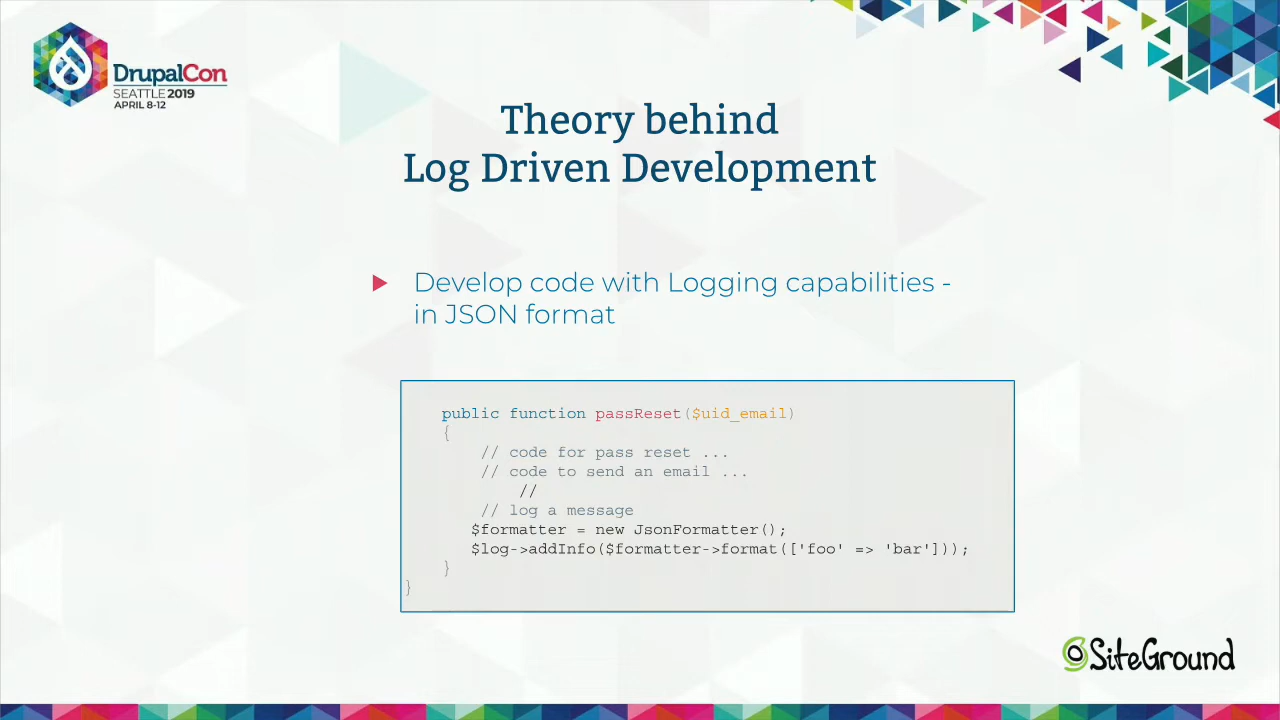 DrupalCon
SEATTLE 2019
APRIL 8-12
Theory behind
Log Driven Development
Develop code with Logging capabilities -
in JSON format
public function passReset($uid_email)
{
// code for pass reset ...
// code to send an email ...
//
// log a message
$formatter = new JsonFormatter();
$log->addInfo($formatter->format(['foo' => 'bar']));
}
}
SiteGround